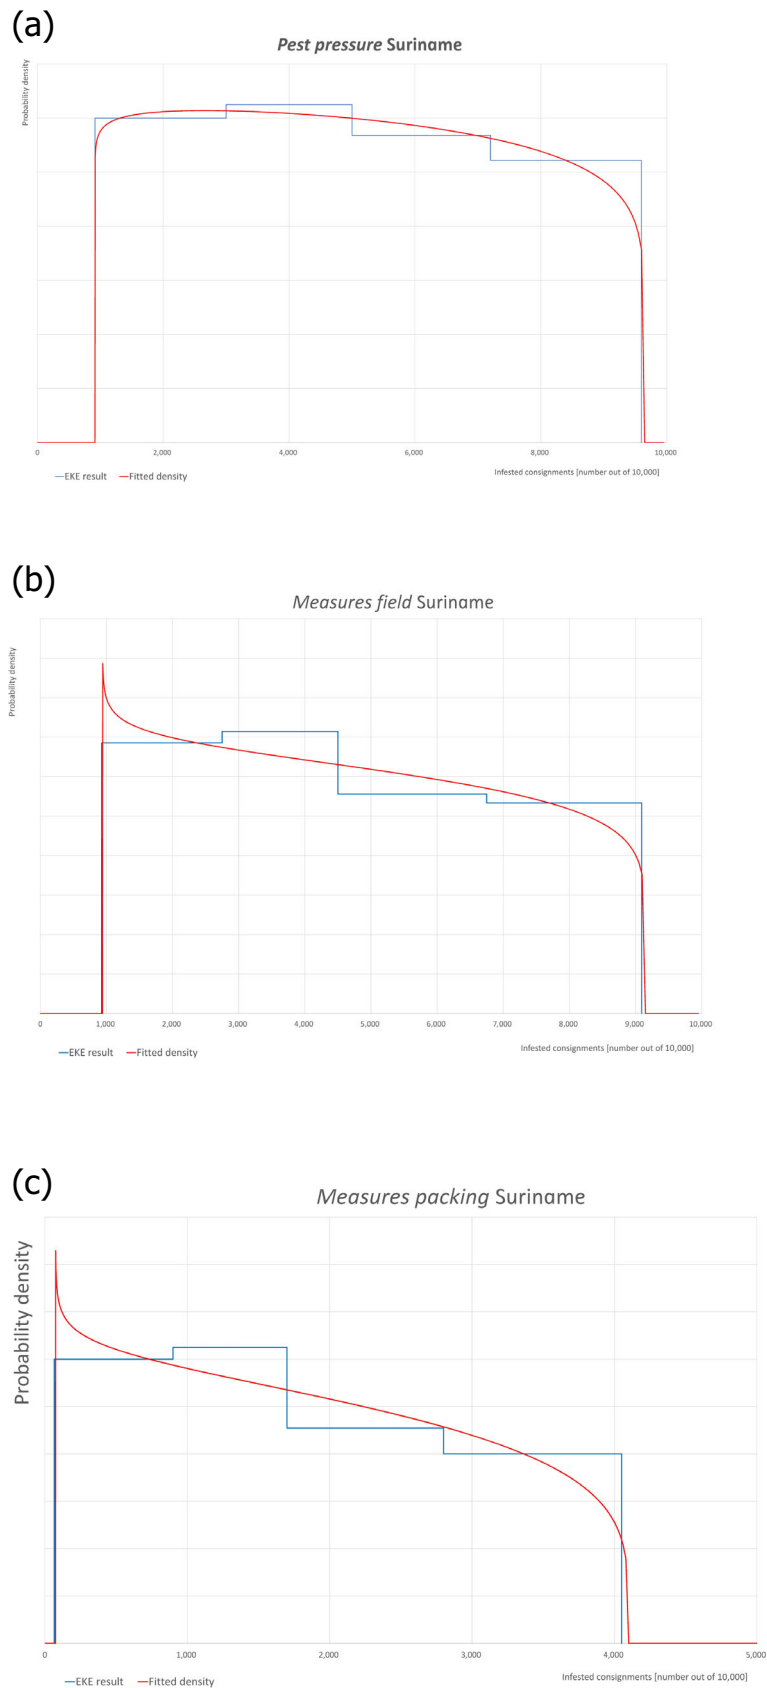 (a)
Pest pressure Suriname
Probability density
0 2,000 4,000 6,000 8,000 10,000
Infested consignments [number out of 10,000]
EKE result Fitted density
(b)
Measures field Suriname
Probability density
0 1,000 2,000 3,000 4,000 5,000 6,000 7,000 8,000 9,000 10,000
Infested consignments [number out of 10,000]
EKE result Fitted density
(c)
Measures packing Suriname
Probability density
0 1,000 2,000 3,000 4,000 5,000
Infested consignments [number out of 10,000]
EKE result Fitted density